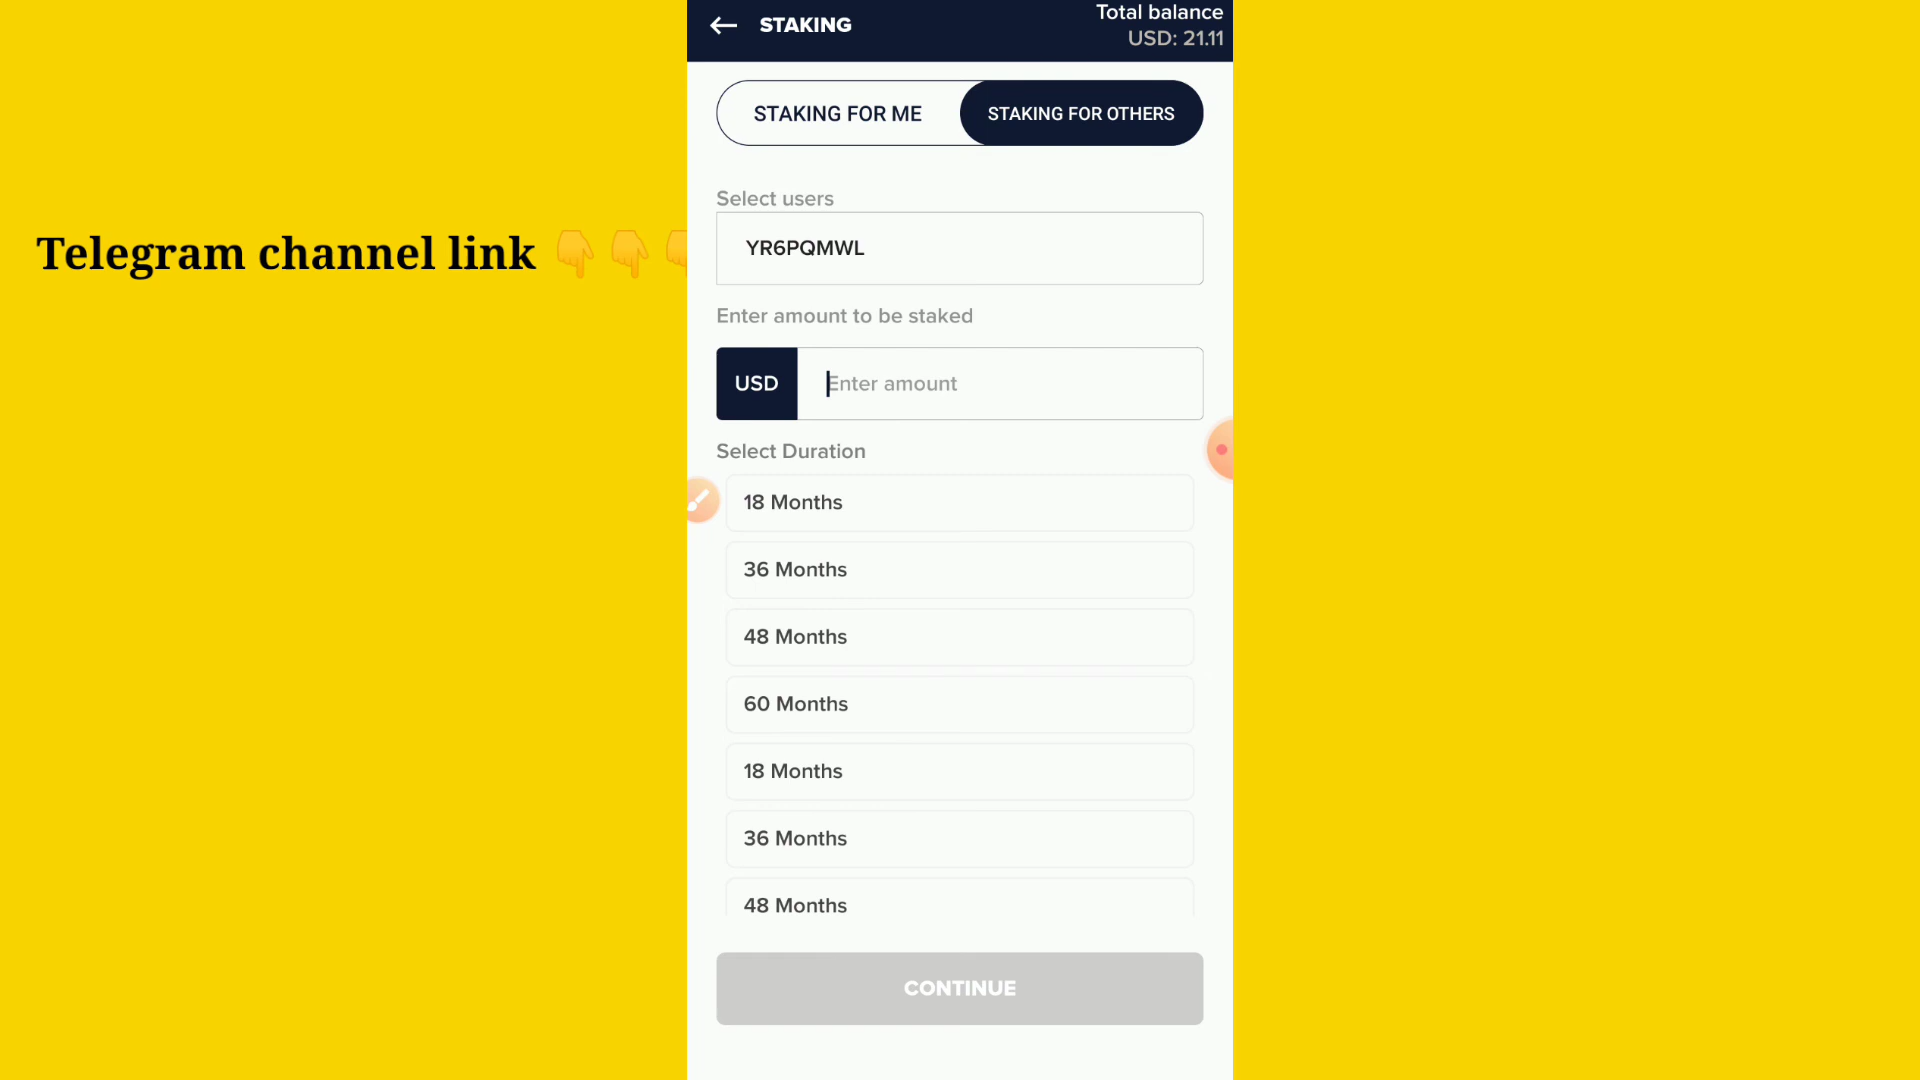 STAKING
Total balance
USD: 21.11
STAKING FOR ME
STAKING FOR OTHERS
Telegram channel link 👇👇👇
Select users
YR6PQMWL
Enter amount to be staked
USD
Enter amount
Select Duration
18 Months
36 Months
48 Months
60 Months
18 Months
36 Months
48 Months
CONTINUE